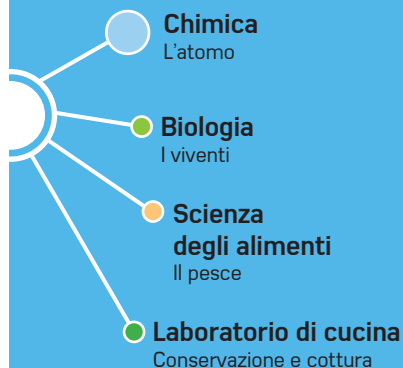 Chimica
L'atomo
Biologia
I viventi
Scienza
degli alimenti
Il pesce
Laboratorio di cucina
Conservazione e cottura